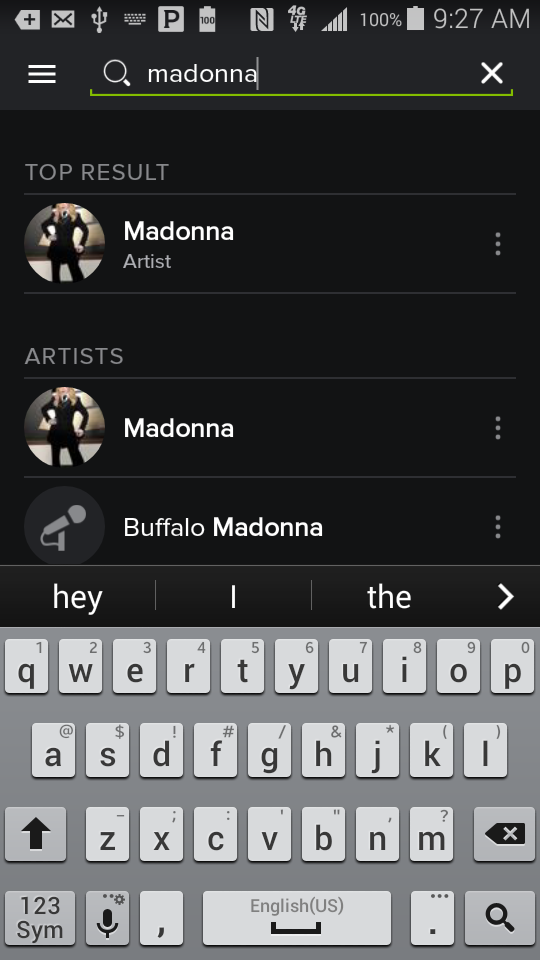 100
4G LTE
100%
9:27 AM
madonna
TOP RESULT
Madonna
Artist
ARTISTS
Madonna
Buffalo Madonna
hey I the
1 2 3 4 5 6 7 8 9 0
q w e r t y u i o p
@ $ ! # / & * ( )
a s d f g h j k l
- ; : ' " , ?
z x c v b n m
123
Sym
, English(US) .